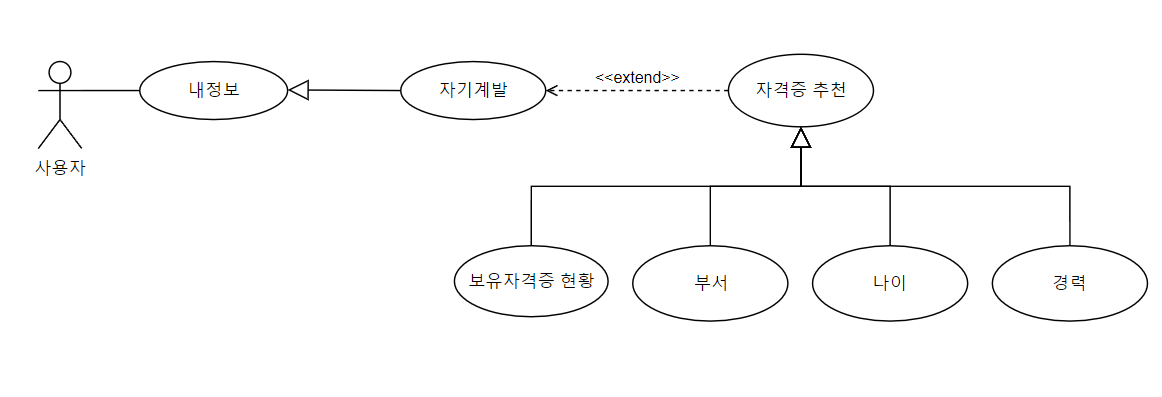 내정보
자기계발
<<extend>>
자격증 추천
사용자
보유자격증 현황
부서
나이
경력